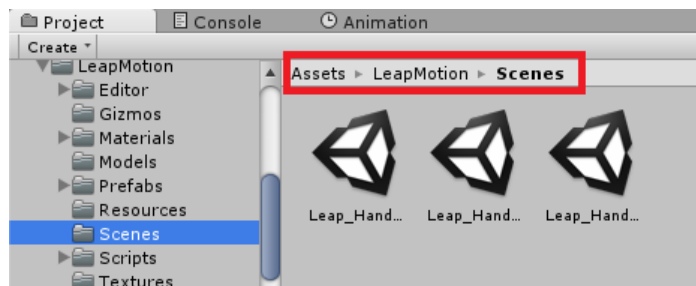 Project Console Animation
Create
LeapMotion
Editor
Gizmos
Materials
Models
Prefabs
Resources
Scenes
Scripts
Textures
Assets ▸ LeapMotion ▸ Scenes
Leap_Hand... Leap_Hand... Leap_Hand...